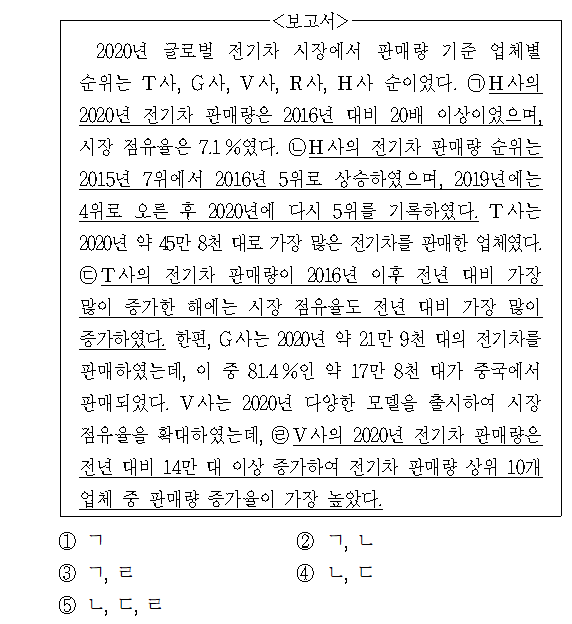 <보고서>
2020년 글로벌 전기차 시장에서 판매량 기준 업체별
순위는 T사, G사, V사, R사, H사 순이었다. ㉠H사의
2020년 전기차 판매량은 2016년 대비 20배 이상이었으며,
시장 점유율은 7.1%였다. ㉡H사의 전기차 판매량 순위는
2015년 7위에서 2016년 5위로 상승하였으며, 2019년에는
4위로 오른 후 2020년에 다시 5위를 기록하였다. T사는
2020년 약 45만 8천 대로 가장 많은 전기차를 판매한 업체였다.
㉢T사의 전기차 판매량이 2016년 이후 전년 대비 가장
많이 증가한 해에는 시장 점유율도 전년 대비 가장 많이
증가하였다. 한편, G사는 2020년 약 21만 9천 대의 전기차를
판매하였는데, 이 중 81.4%인 약 17만 8천 대가 중국에서
판매되었다. V사는 2020년 다양한 모델을 출시하여 시장
점유율을 확대하였는데, ㉣V사의 2020년 전기차 판매량은
전년 대비 14만 대 이상 증가하여 전기차 판매량 상위 10개
업체 중 판매량 증가율이 가장 높았다.
① ㄱ ② ㄱ, ㄴ
③ ㄱ, ㄹ ④ ㄴ, ㄷ
⑤ ㄴ, ㄷ, ㄹ